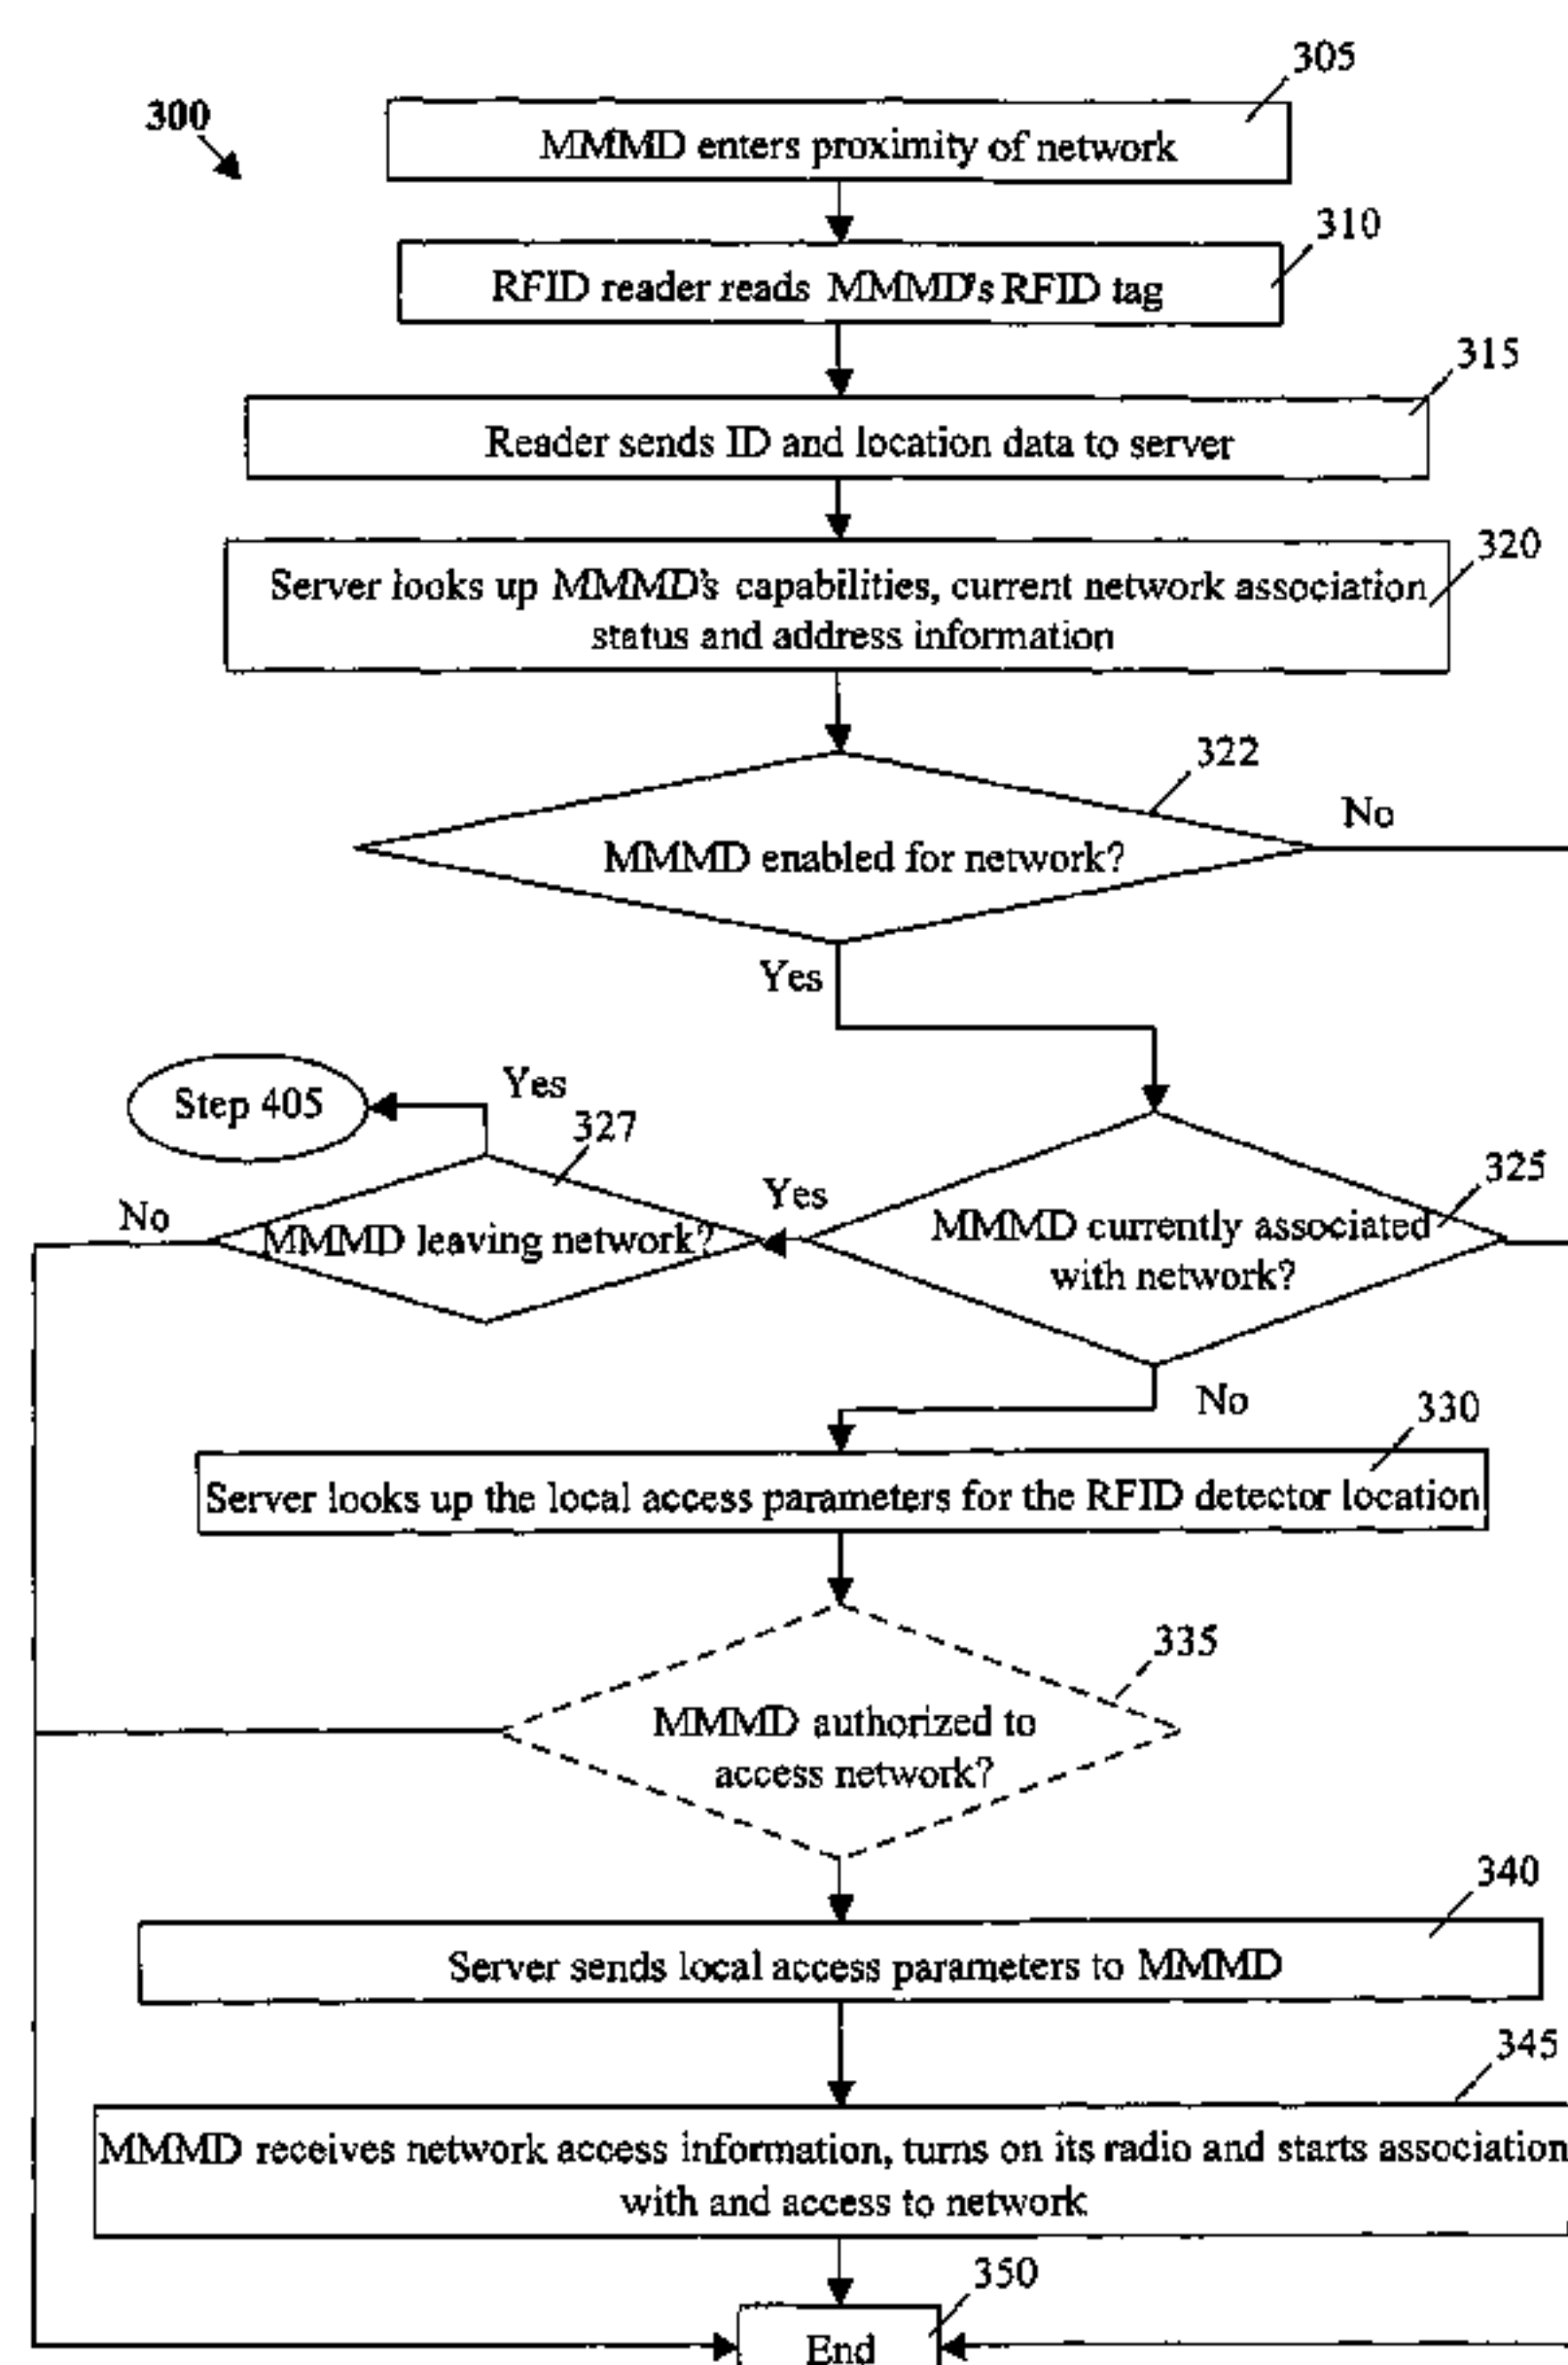 305
300
MMMD enters proximity of network
310
RFID reader reads MMMD's RFID tag
315
Reader sends ID and location data to server
320
Server looks up MMMD's capabilities, current network association
status and address information
322
No
MMMD enabled for network?
Yes
Step 405
Yes
327
325
No
Yes
MMMD leaving network?
MMMD currently associated
with network?
No
330
Server looks up the local access parameters for the RFID detector location
335
MMMD authorized to
access network?
340
Server sends local access parameters to MMMD
345
MMMD receives network access information, turns on its radio and starts association
with and access to network
350
End